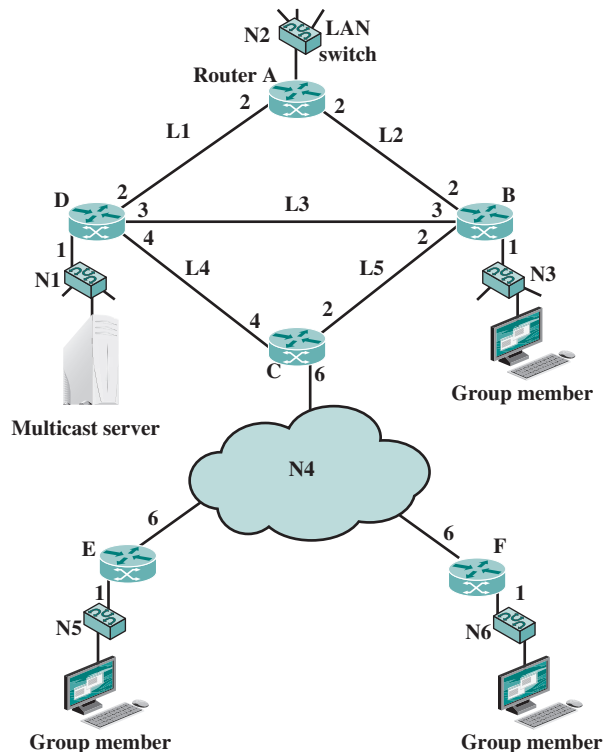 N2
LAN
switch
Router A
2
2
L1
L2
D
2
2
B
3
L3
3
4
2
1
1
N1
L4
L5
N3
4
2
C
6
Multicast server
Group member
N4
6
6
E
F
1
1
N5
N6
Group member
Group member